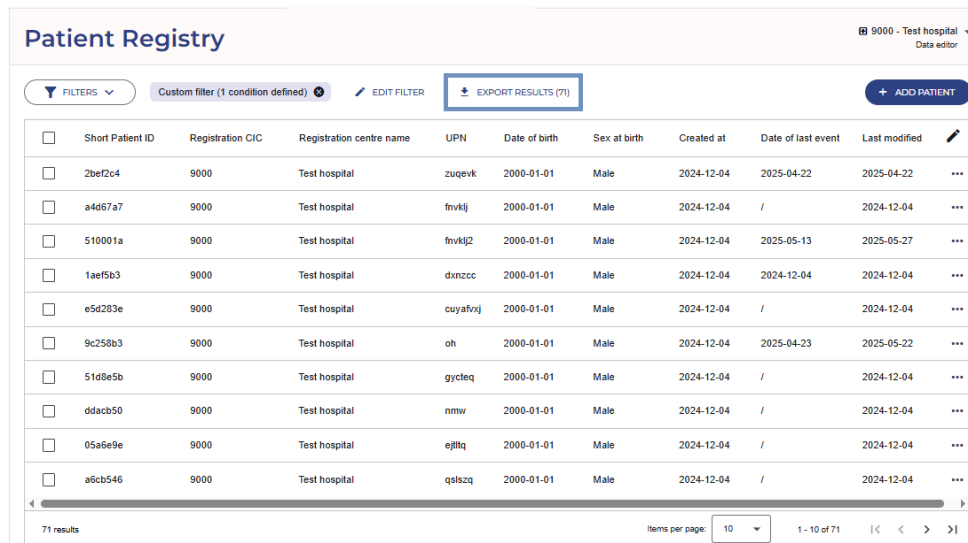 Patient Registry
9000 - Test hospital
Data editor
FILTERS Custom filter (1 condition defined) EDIT FILTER EXPORT RESULTS (71) + ADD PATIENT
Short Patient ID Registration CIC Registration centre name UPN Date of birth Sex at birth Created at Date of last event Last modified
2bef2c4 9000 Test hospital zuqevk 2000-01-01 Male 2024-12-04 2025-04-22 2025-04-22
a4d67a7 9000 Test hospital fnvklj 2000-01-01 Male 2024-12-04 / 2024-12-04
510001a 9000 Test hospital fnvklj2 2000-01-01 Male 2024-12-04 2025-05-13 2025-05-27
1aef5b3 9000 Test hospital dxnzcc 2000-01-01 Male 2024-12-04 2024-12-04 2024-12-04
e5d283e 9000 Test hospital cuyafvxj 2000-01-01 Male 2024-12-04 / 2024-12-04
9c258b3 9000 Test hospital oh 2000-01-01 Male 2024-12-04 2025-04-23 2025-05-22
51d8e5b 9000 Test hospital gycteq 2000-01-01 Male 2024-12-04 / 2024-12-04
ddacb50 9000 Test hospital nmw 2000-01-01 Male 2024-12-04 / 2024-12-04
05a6e9e 9000 Test hospital ejtltq 2000-01-01 Male 2024-12-04 / 2024-12-04
a6cb546 9000 Test hospital qslszq 2000-01-01 Male 2024-12-04 / 2024-12-04
71 results Items per page: 10 1 - 10 of 71